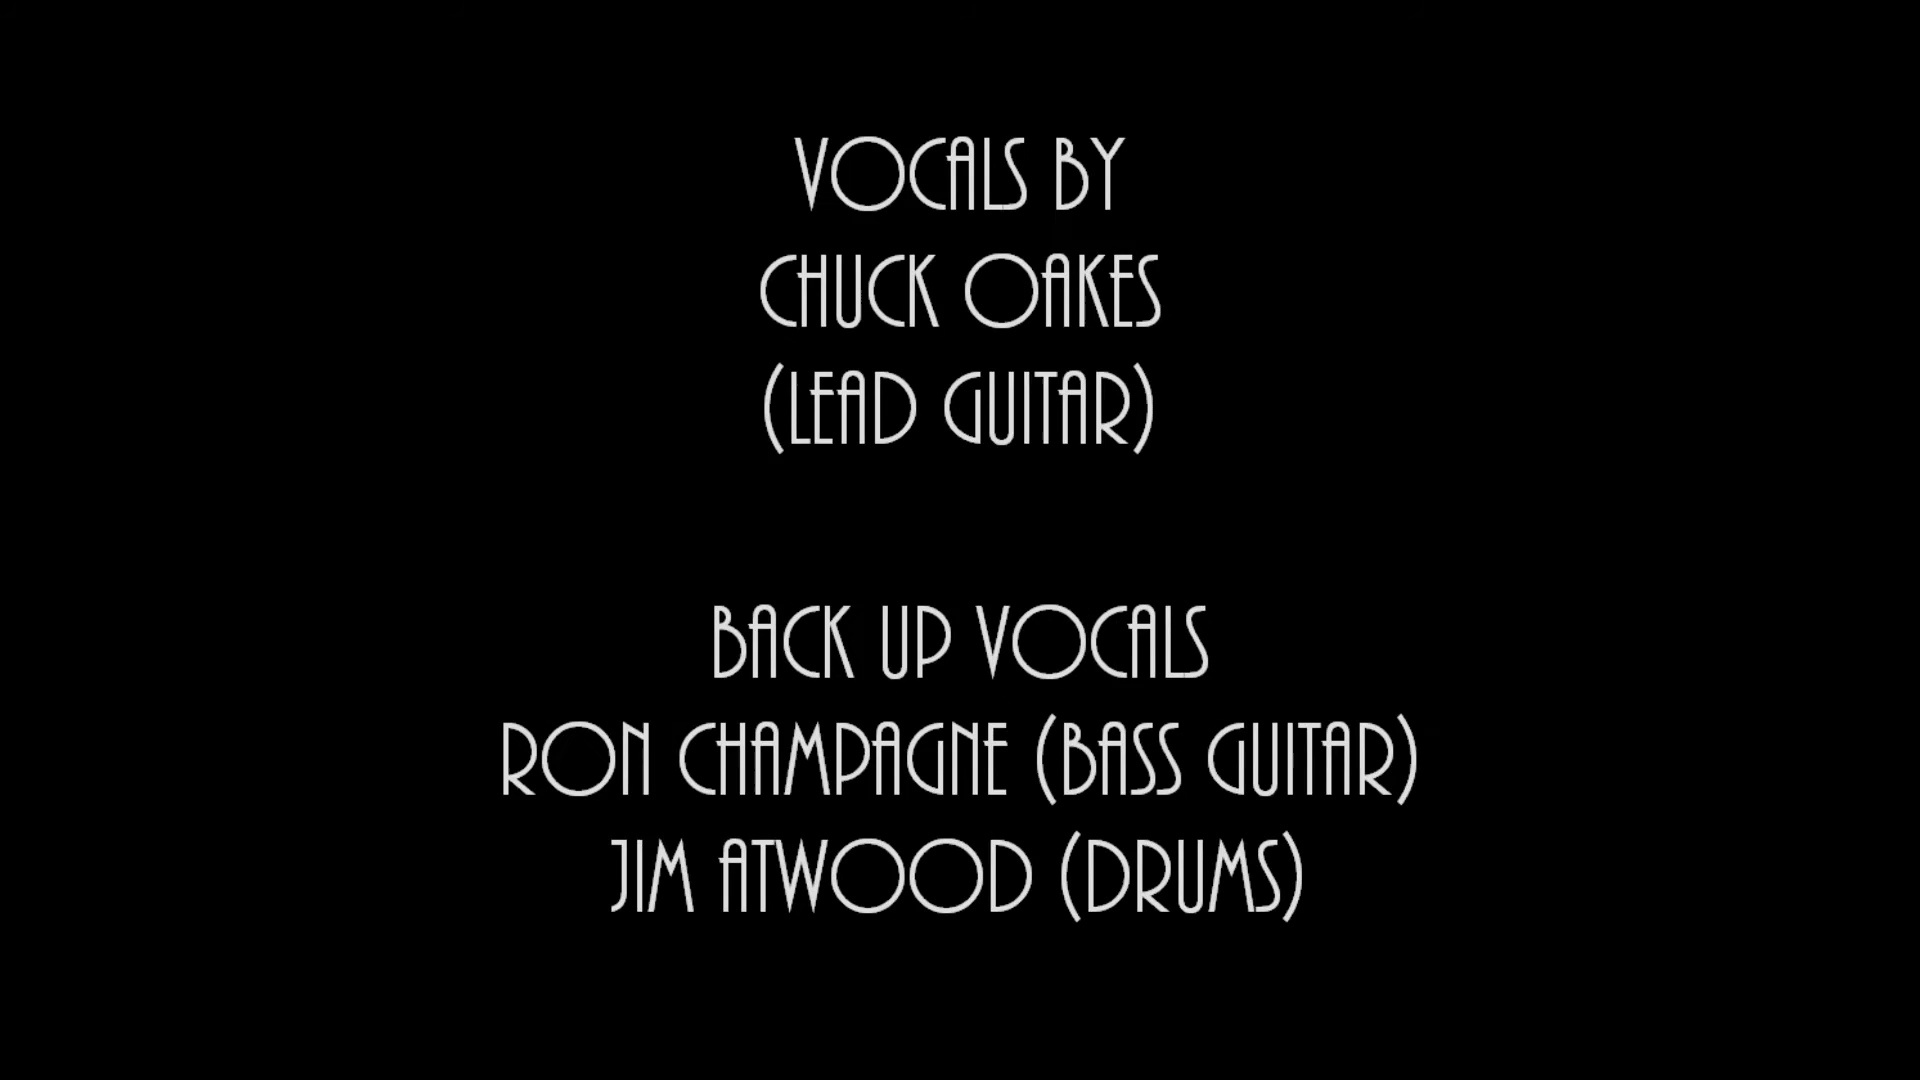 VOCALS BY
CHUCK OAKES
(LEAD GUITAR)
BACK UP VOCALS
RON CHAMPAGNE (BASS GUITAR)
JIM ATWOOD (DRUMS)